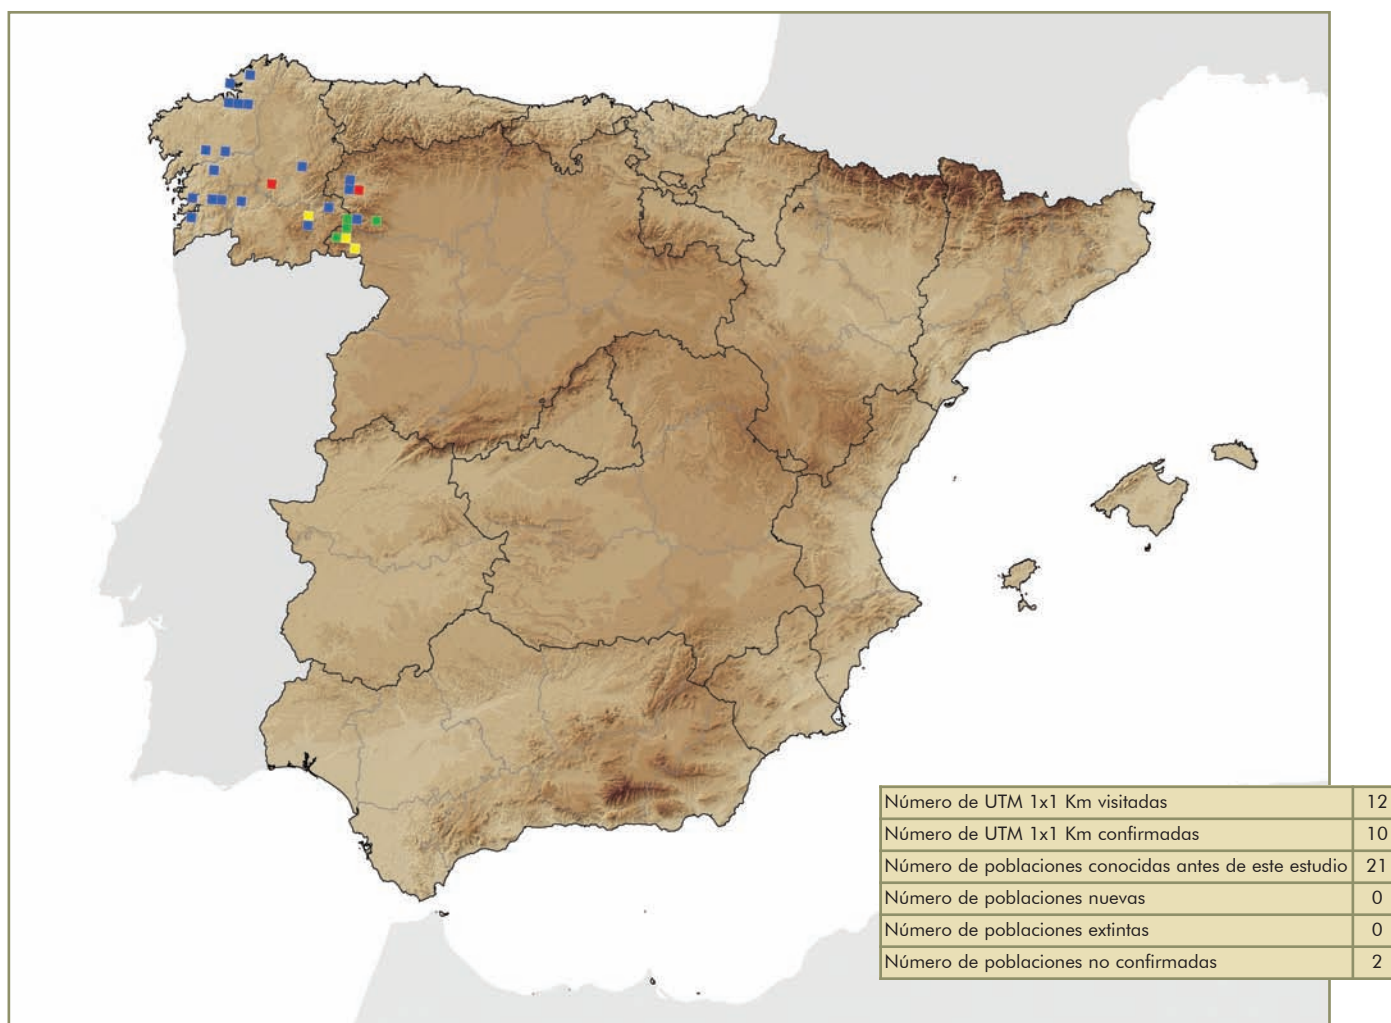 Número de UTM 1x1 Km visitadas 12
Número de UTM 1x1 Km confirmadas 10
Número de poblaciones conocidas antes de este estudio 21
Número de poblaciones nuevas 0
Número de poblaciones extintas 0
Número de poblaciones no confirmadas 2